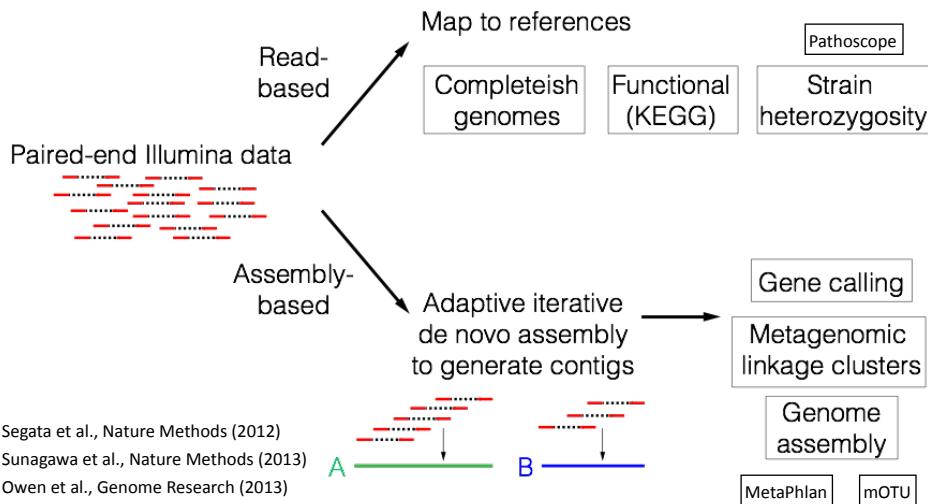 Map to references
Pathoscope
Read-
based
Completeish
genomes
Functional
(KEGG)
Strain
heterozygosity
Paired-end Illumina data
Assembly-
based
Adaptive iterative
de novo assembly
to generate contigs
Gene calling
Metagenomic
linkage clusters
Genome
assembly
Segata et al., Nature Methods (2012)
Sunagawa et al., Nature Methods (2013)
Owen et al., Genome Research (2013)
A
B
MetaPhlan
mOTU